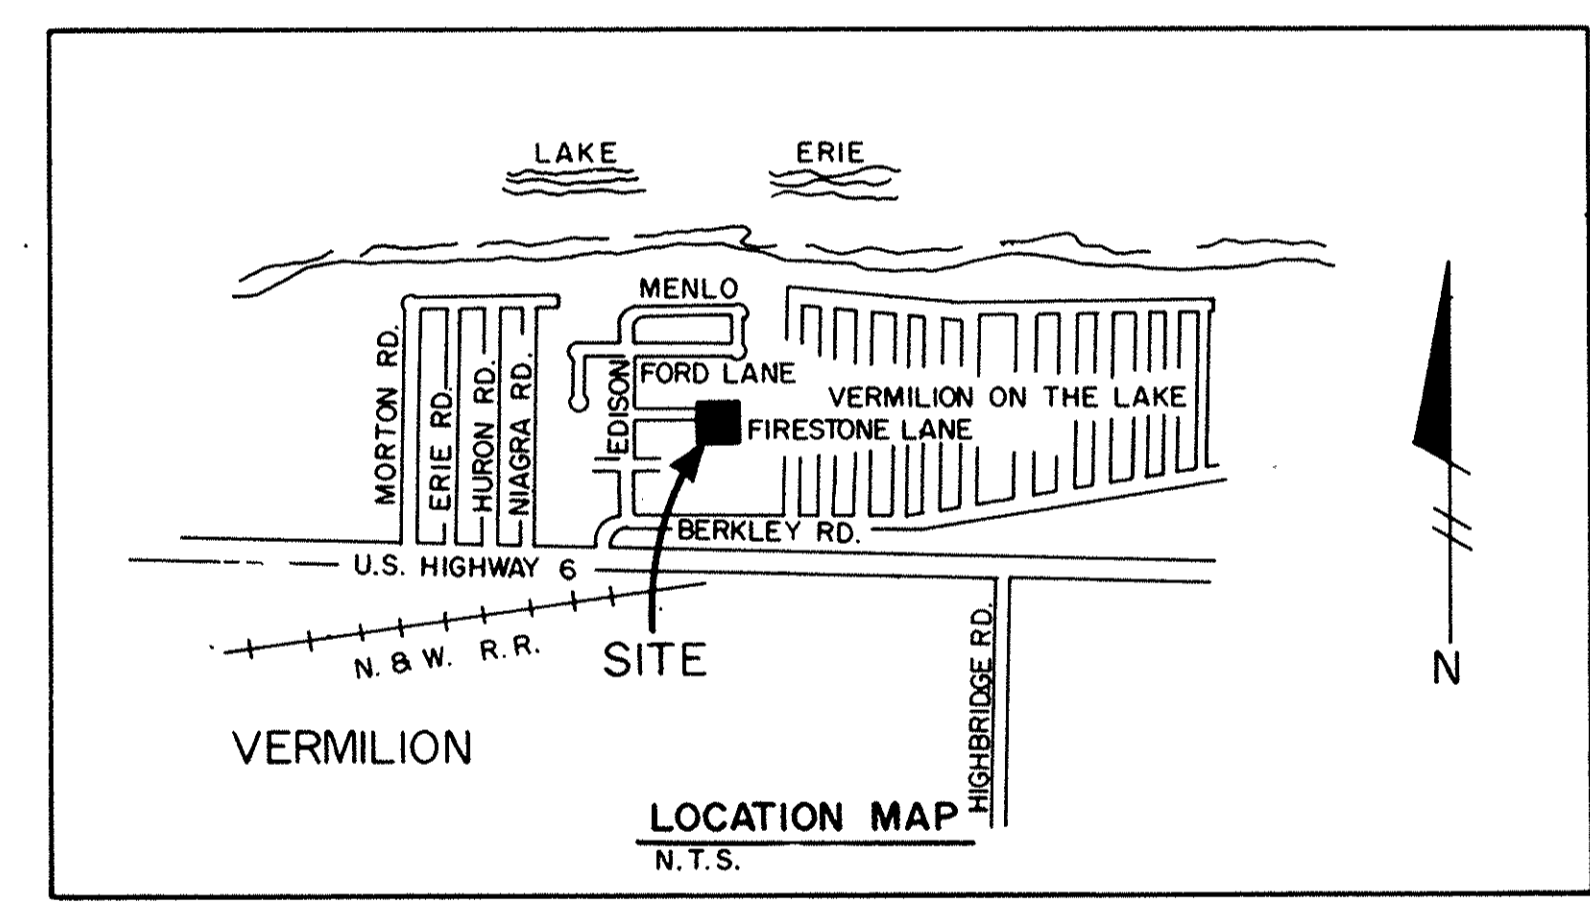 LAKE ERIE
MENLO
MORTON RD.
ERIE RD.
HURON RD.
NIAGRA RD.
EDISON
FORD LANE
VERMILION ON THE LAKE
FIRESTONE LANE
BERKLEY RD.
U.S. HIGHWAY 6
N. & W. R.R.
SITE
HIGHBRIDGE RD.
N
VERMILION
LOCATION MAP
N.T.S.